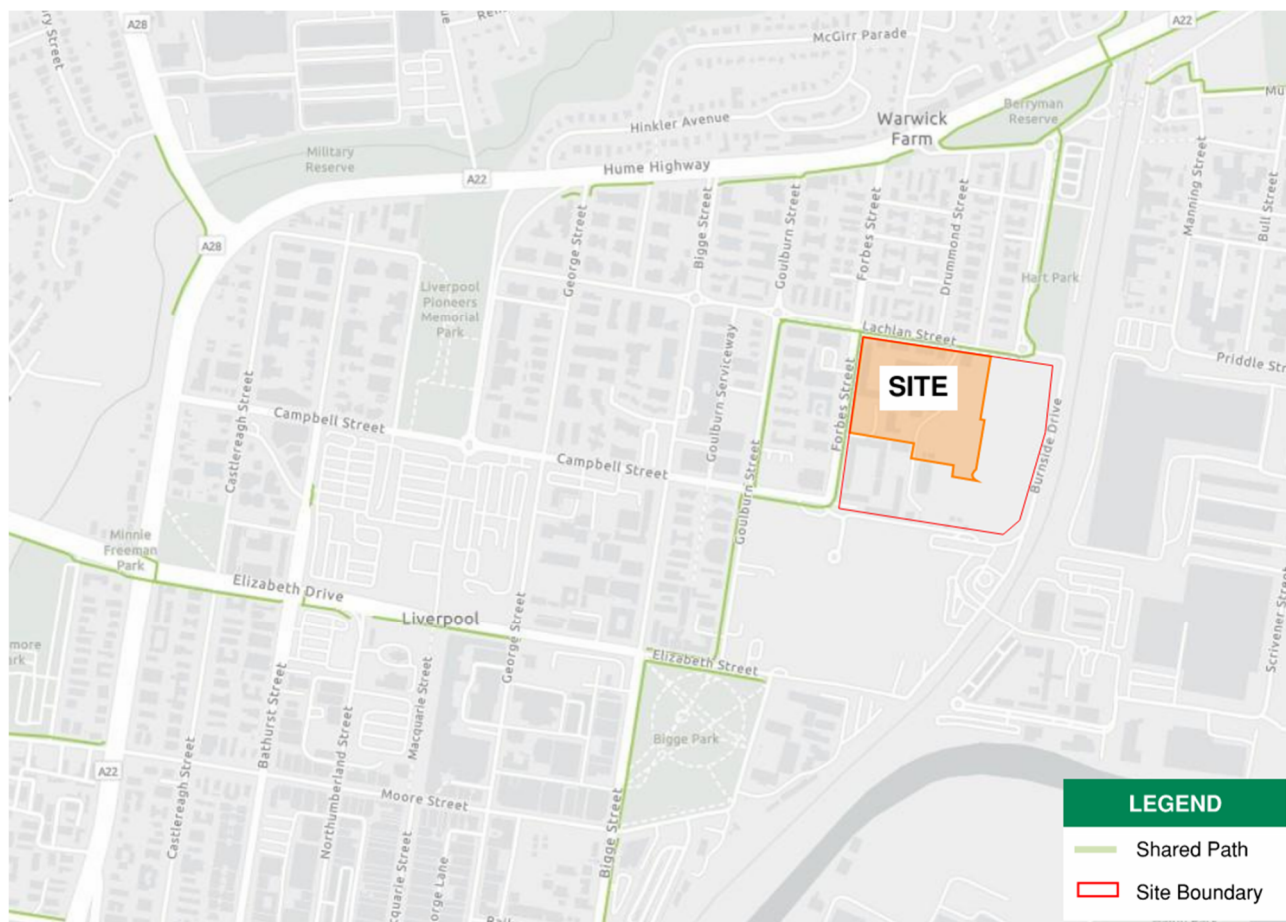 A28
A22
McGirr Parade
Berryman
Reserve
Warwick
Farm
Hinkler Avenue
Military
Reserve
Hume Highway
A22
Manning Street
Bull Street
A28
George Street
Bigge Street
Goulburn Street
Forbes Street
Drummond Street
Hart Park
Liverpool
Pioneers
Memorial
Park
Lachlan Street
SITE
Goulburn Serviceway
Forbes Street
Burnside Drive
Castlereagh Street
Campbell Street
Campbell Street
Goulburn Street
Minnie
Freeman
Park
Elizabeth Drive
Liverpool
George Street
Elizabeth Street
Scrivener Street
Bathurst Street
Macquarie Street
Northumberland Street
Bigge Park
A22
Castlereagh Street
Moore Street
Bigge Street
LEGEND
Shared Path
Site Boundary